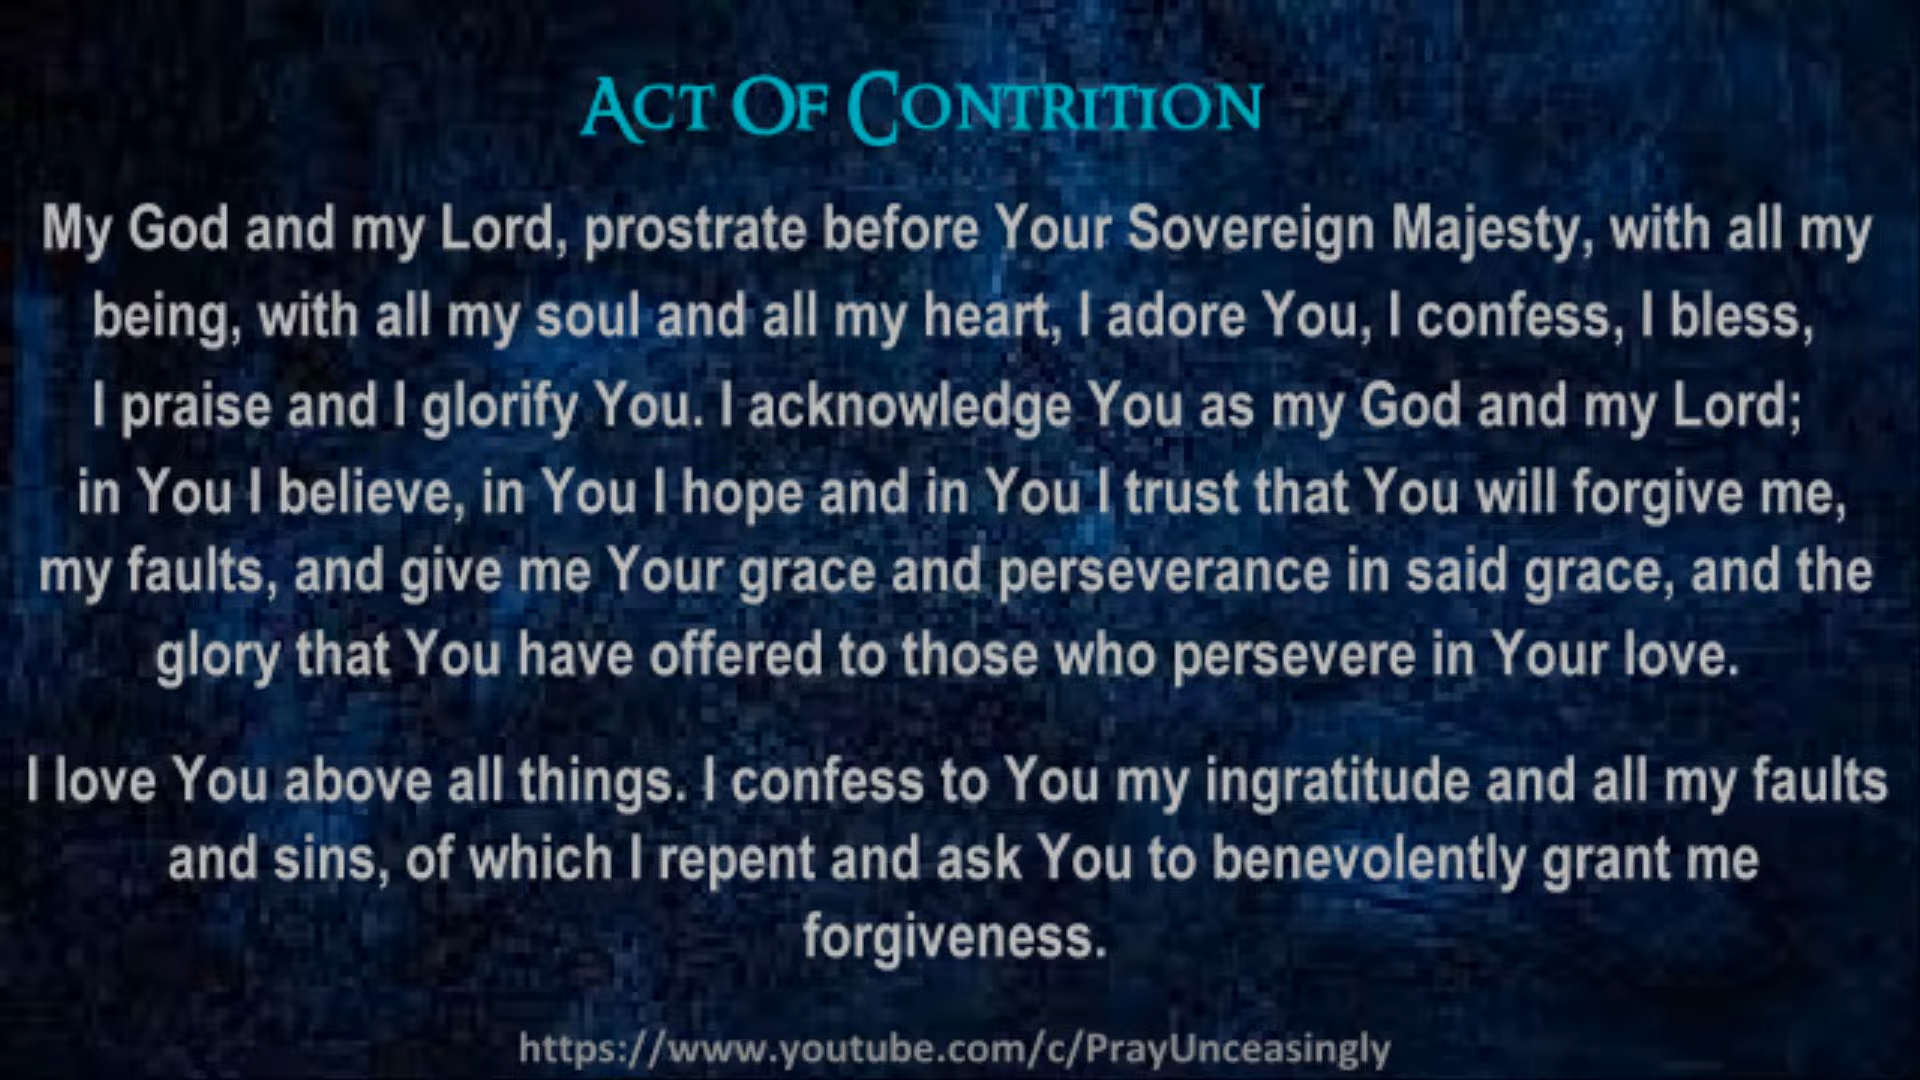 Act Of Contrition
My God and my Lord, prostrate before Your Sovereign Majesty, with all my
being, with all my soul and all my heart, I adore You, I confess, I bless,
I praise and I glorify You. I acknowledge You as my God and my Lord;
in You I believe, in You I hope and in You I trust that You will forgive me,
my faults, and give me Your grace and perseverance in said grace, and the
glory that You have offered to those who persevere in Your love.
I love You above all things. I confess to You my ingratitude and all my faults
and sins, of which I repent and ask You to benevolently grant me
forgiveness.
https://www.youtube.com/c/PrayUnceasingly